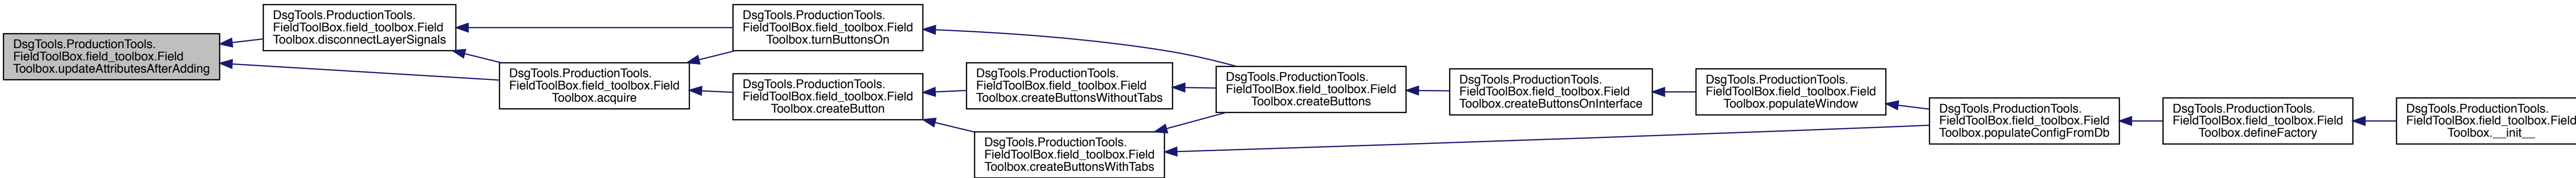 DsgTools.ProductionTools.
FieldToolBox.field_toolbox.Field
Toolbox.updateAttributesAfterAdding
DsgTools.ProductionTools.
FieldToolBox.field_toolbox.Field
Toolbox.disconnectLayerSignals
DsgTools.ProductionTools.
FieldToolBox.field_toolbox.Field
Toolbox.acquire
DsgTools.ProductionTools.
FieldToolBox.field_toolbox.Field
Toolbox.turnButtonsOn
DsgTools.ProductionTools.
FieldToolBox.field_toolbox.Field
Toolbox.createButton
DsgTools.ProductionTools.
FieldToolBox.field_toolbox.Field
Toolbox.createButtonsWithoutTabs
DsgTools.ProductionTools.
FieldToolBox.field_toolbox.Field
Toolbox.createButtonsWithTabs
DsgTools.ProductionTools.
FieldToolBox.field_toolbox.Field
Toolbox.createButtons
DsgTools.ProductionTools.
FieldToolBox.field_toolbox.Field
Toolbox.createButtonsOnInterface
DsgTools.ProductionTools.
FieldToolBox.field_toolbox.Field
Toolbox.populateWindow
DsgTools.ProductionTools.
FieldToolBox.field_toolbox.Field
Toolbox.populateConfigFromDb
DsgTools.ProductionTools.
FieldToolBox.field_toolbox.Field
Toolbox.defineFactory
DsgTools.ProductionTools.
FieldToolBox.field_toolbox.Field
Toolbox.__init__